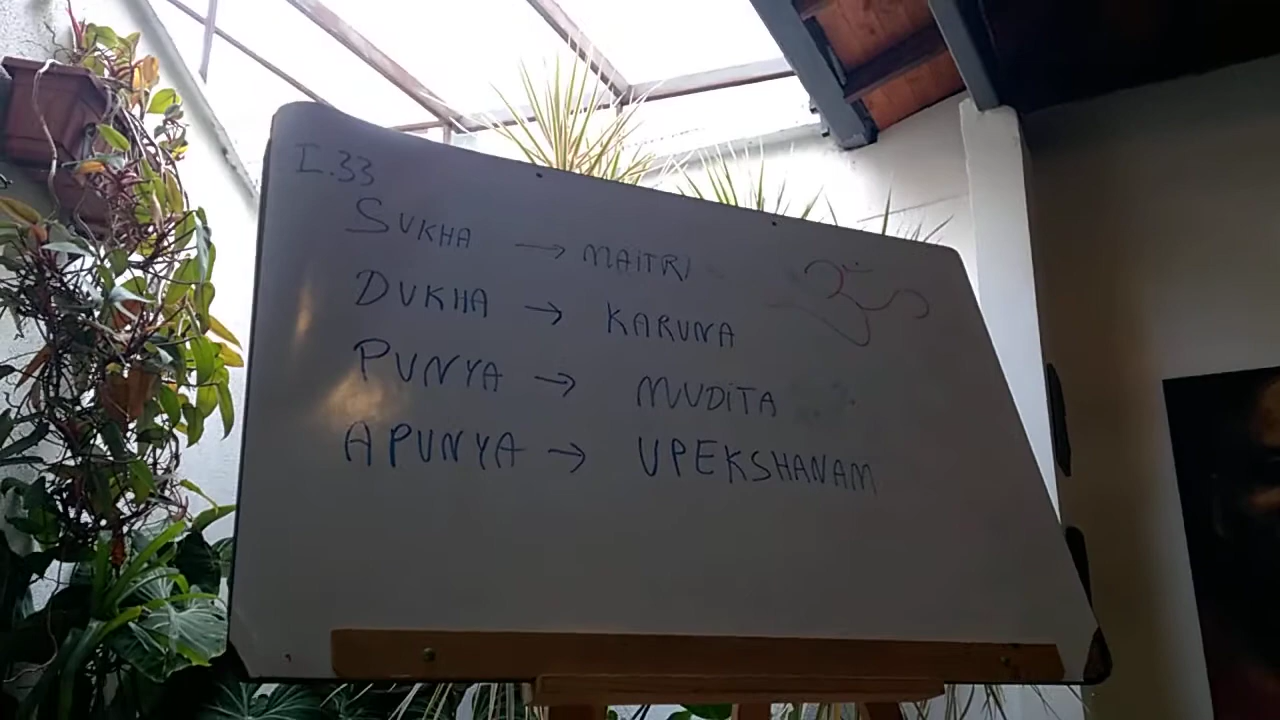 I.33
SUKHA → MAiTRI
DUKHA → KARUNA
PUNYA → MUDiTA
APUNYA → UPEKSHANAM
ॐ